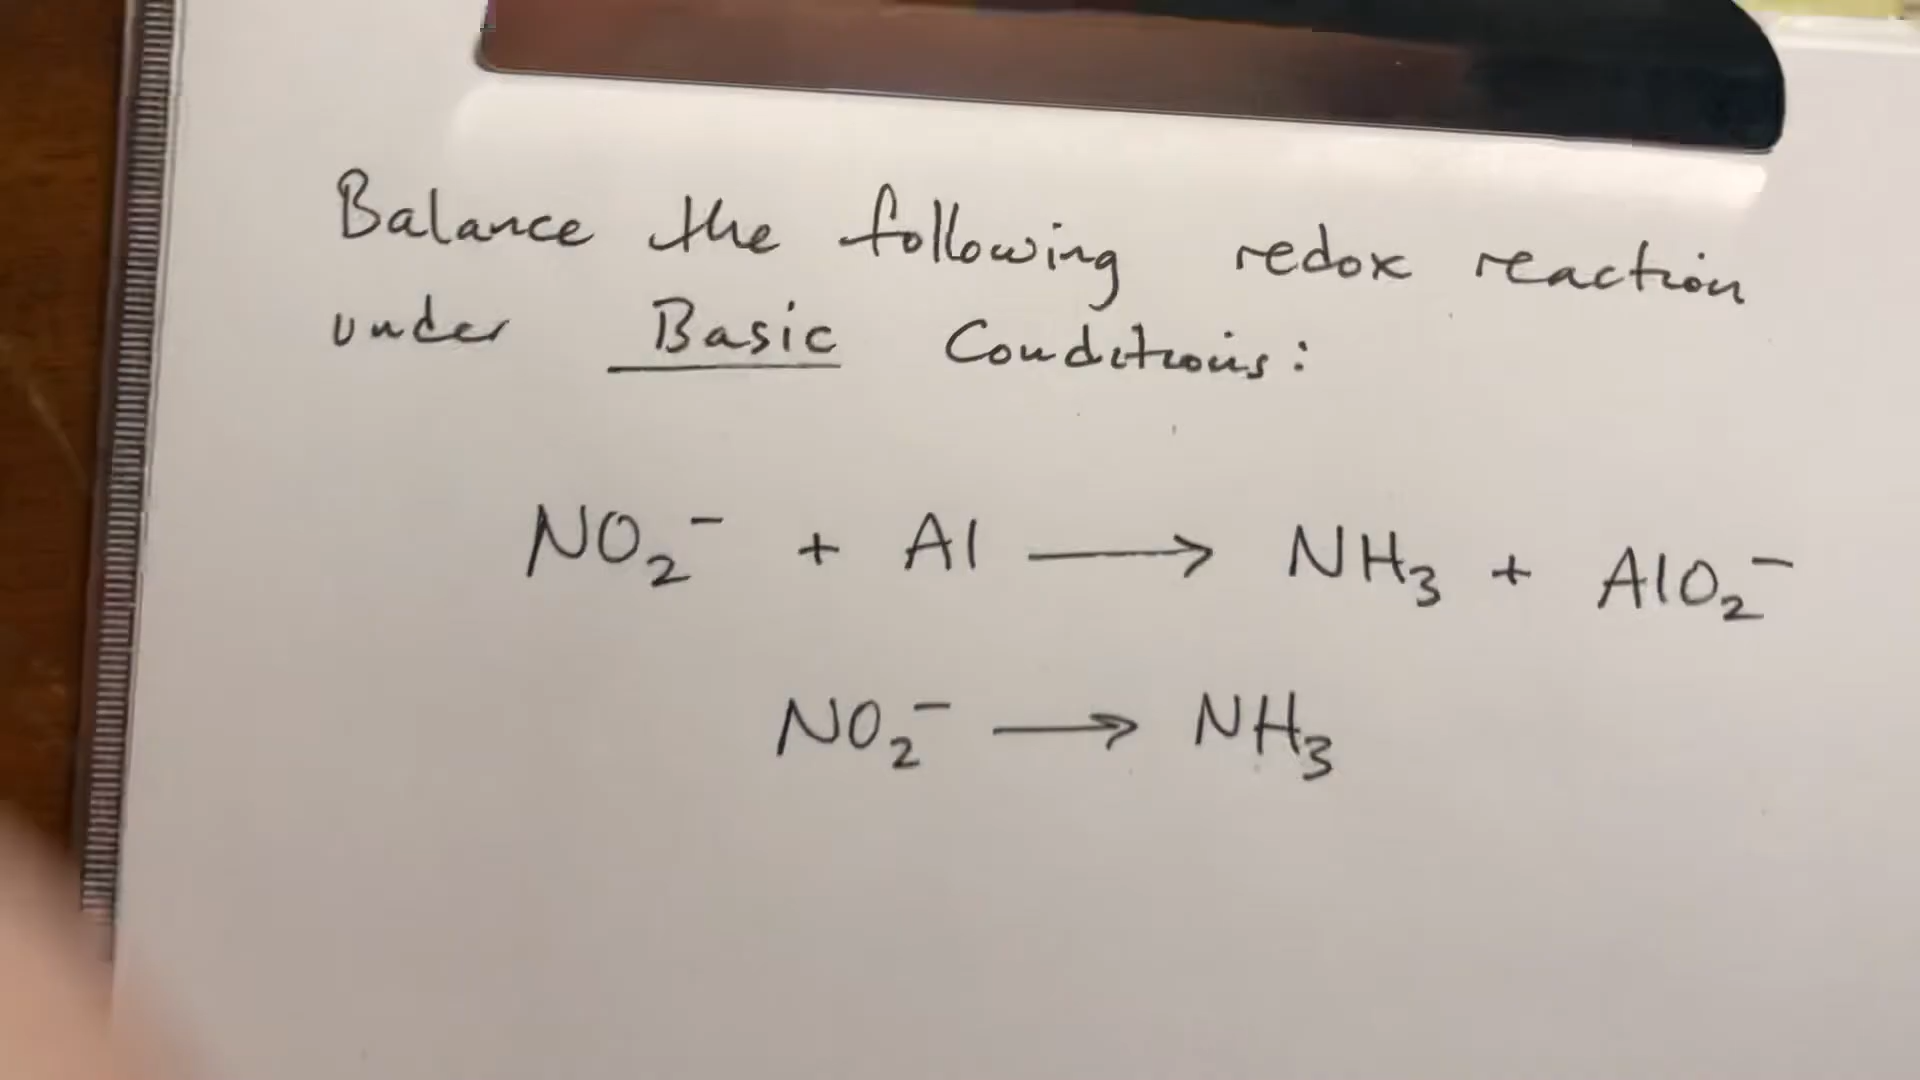 Balance the following redox reaction
under Basic Conditions:
NO₂⁻ + Al → NH₃ + AlO₂⁻
NO₂⁻ → NH₃